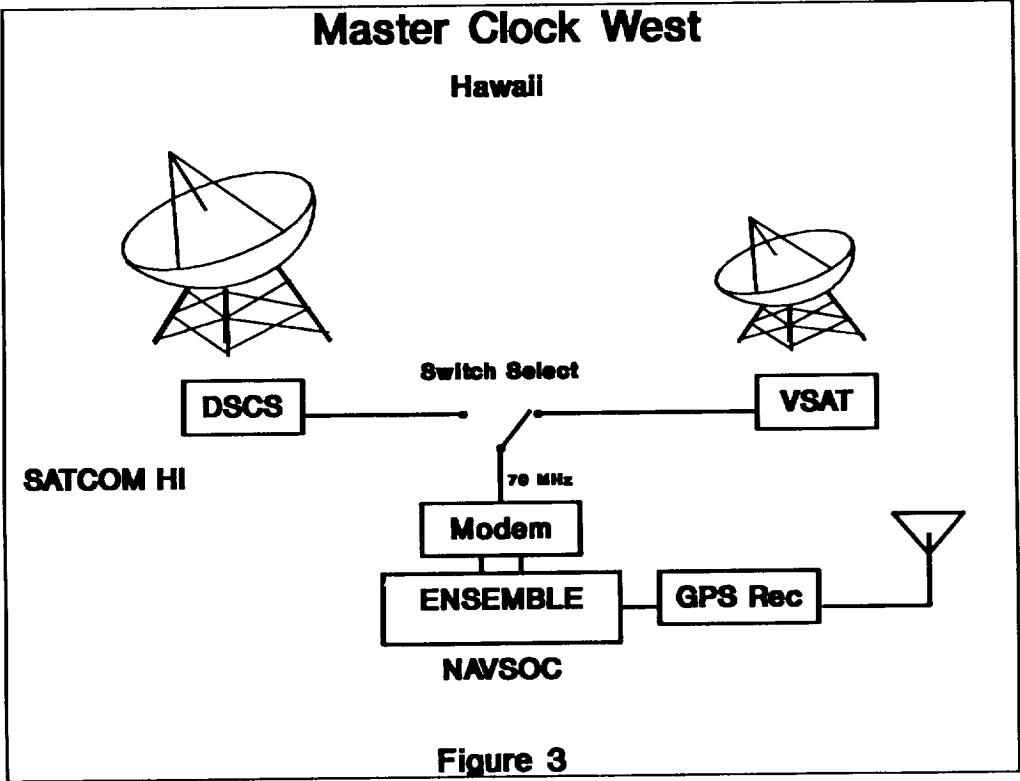 Master Clock West
Hawaii
Switch Select
DSCS
VSAT
SATCOM HI
70 MHz
Modem
ENSEMBLE
GPS Rec
NAVSOC
Figure 3